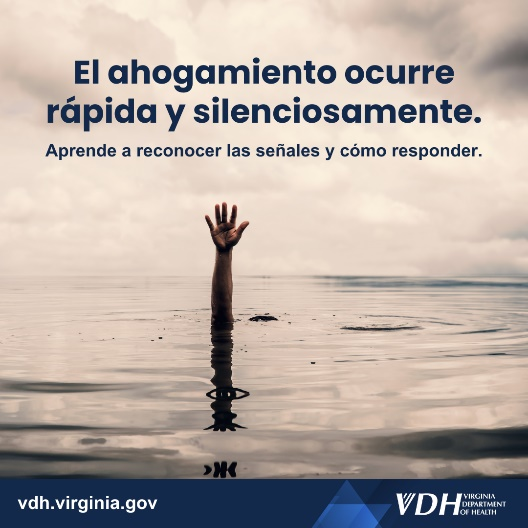 El ahogamiento ocurre
rápida y silenciosamente.
Aprende a reconocer las señales y cómo responder.
vdh.virginia.gov
VDH VIRGINIA
DEPARTMENT
OF HEALTH